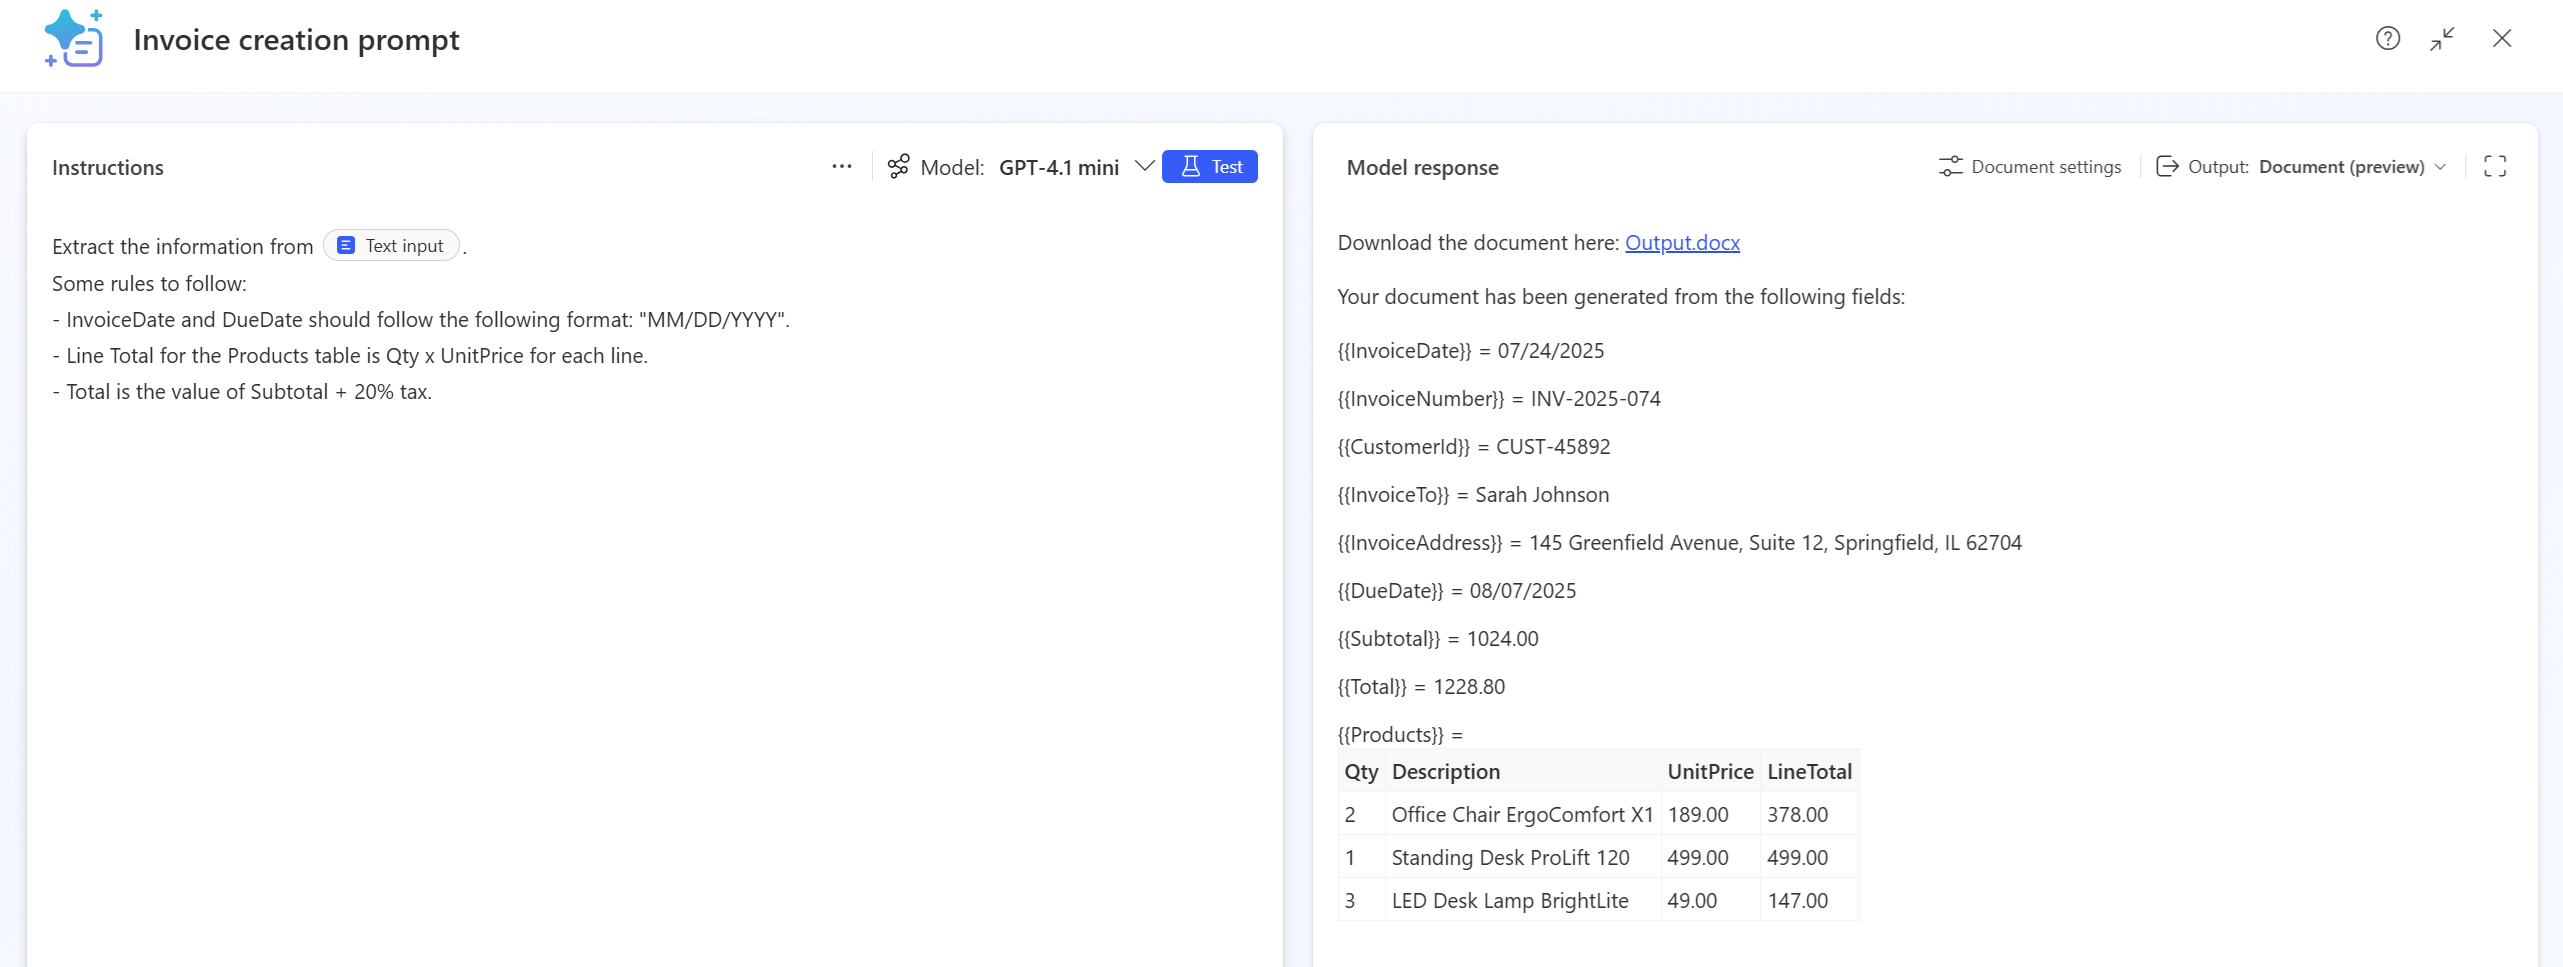 Invoice creation prompt
Instructions
Model: GPT-4.1 mini
Test
Extract the information from Text input .
Some rules to follow:
- InvoiceDate and DueDate should follow the following format: "MM/DD/YYYY".
- Line Total for the Products table is Qty x UnitPrice for each line.
- Total is the value of Subtotal + 20% tax.
Model response
Document settings
Output: Document (preview)
Download the document here: Output.docx
Your document has been generated from the following fields:
{{InvoiceDate}} = 07/24/2025
{{InvoiceNumber}} = INV-2025-074
{{CustomerId}} = CUST-45892
{{InvoiceTo}} = Sarah Johnson
{{InvoiceAddress}} = 145 Greenfield Avenue, Suite 12, Springfield, IL 62704
{{DueDate}} = 08/07/2025
{{Subtotal}} = 1024.00
{{Total}} = 1228.80
{{Products}} =
Qty Description UnitPrice LineTotal
2 Office Chair ErgoComfort X1 189.00 378.00
1 Standing Desk ProLift 120 499.00 499.00
3 LED Desk Lamp BrightLite 49.00 147.00